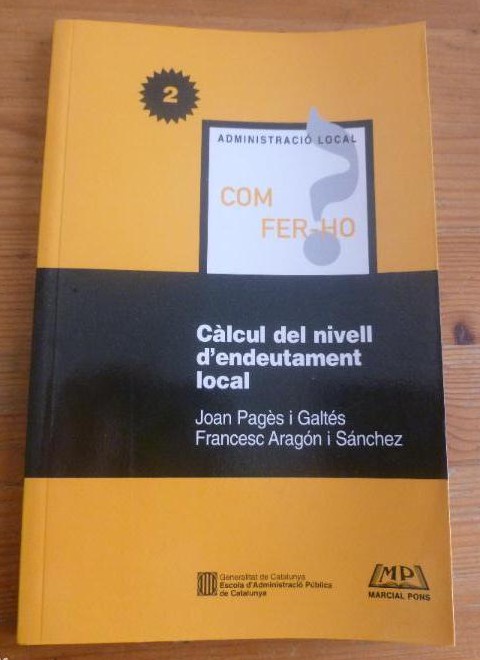 2
ADMINISTRACIÓ LOCAL
COM
FER-HO
?
Càlcul del nivell
d'endeutament
local
Joan Pagès i Galtés
Francesc Aragón i Sánchez
Generalitat de Catalunya
Escola d'Administració Pública
de Catalunya
MP
MARCIAL PONS